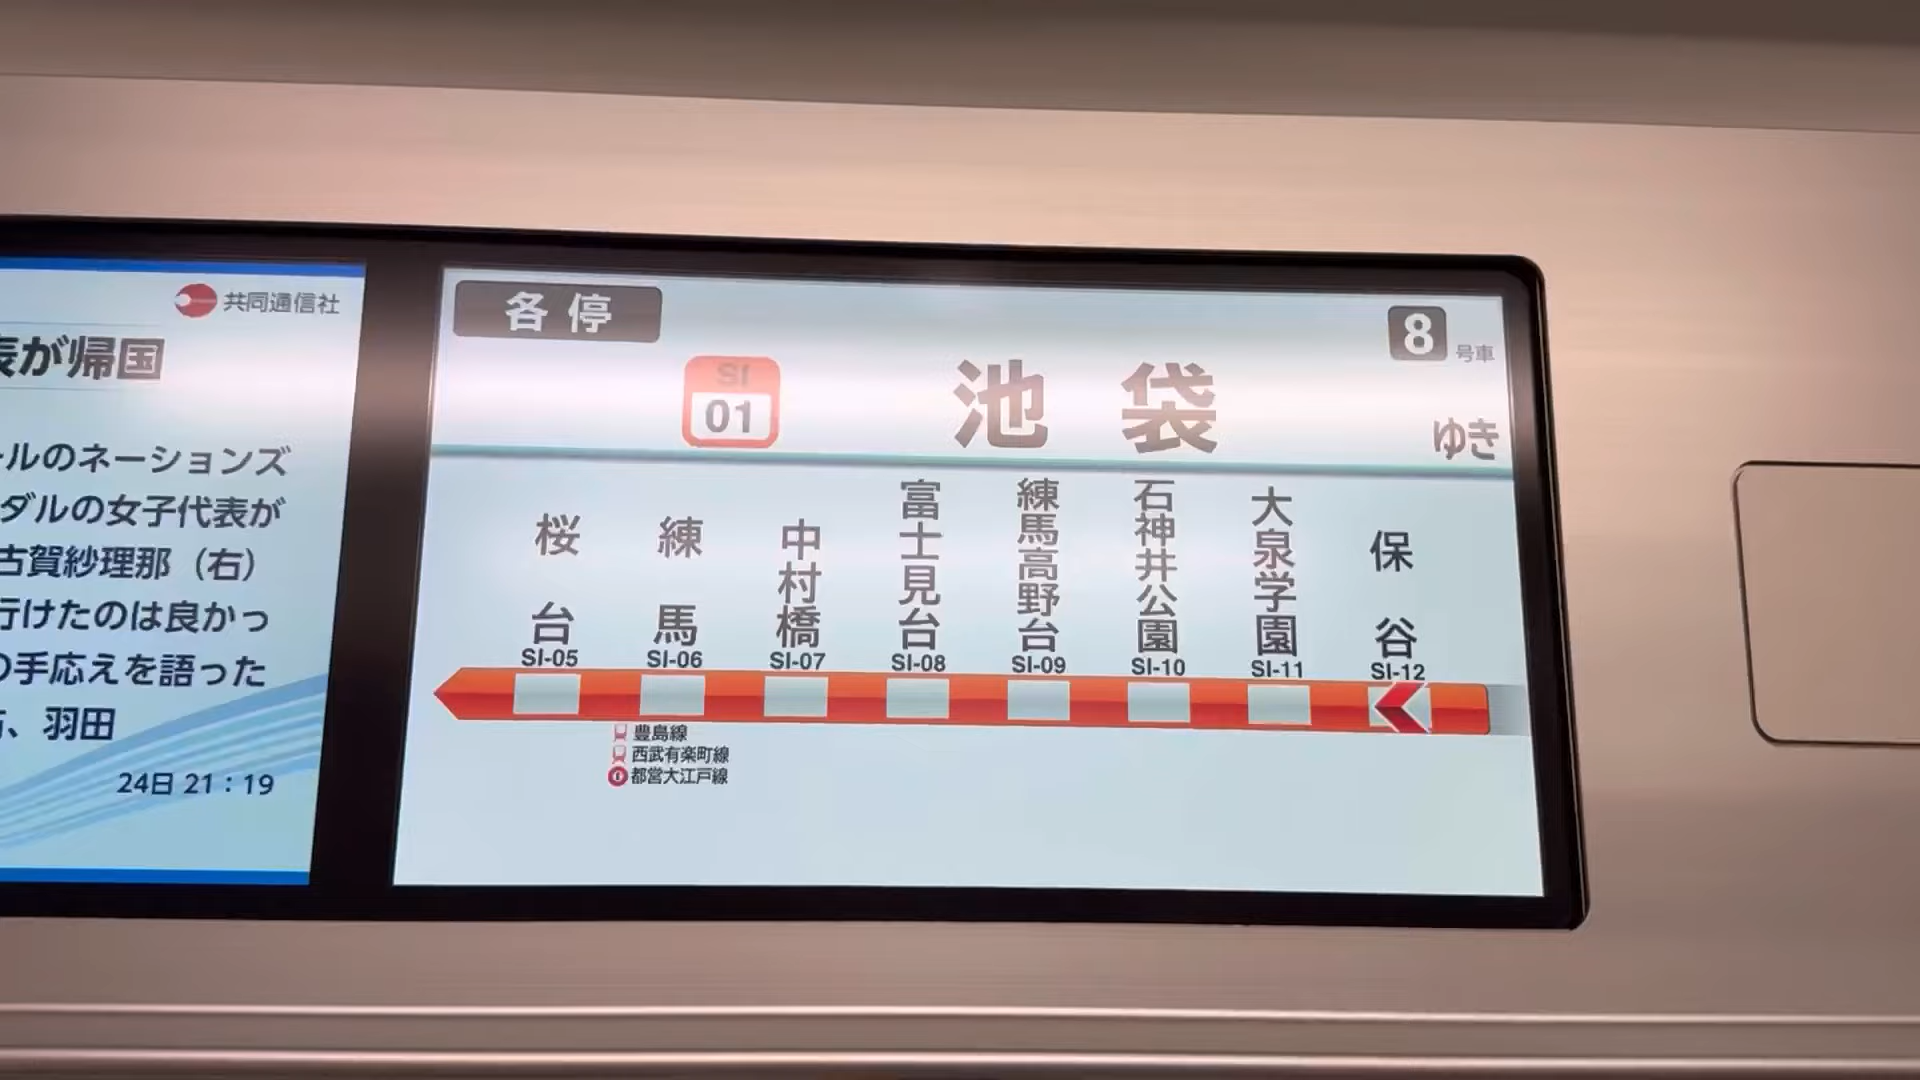 共同通信社
表が帰国
ールのネーションズ
ダルの女子代表が
古賀紗理那（右）
行けたのは良かっ
の手応えを語った
、羽田
24日 21：19
各停
8号車
SI
01
池袋
ゆき
桜台
SI-05
練馬
SI-06
中村橋
SI-07
富士見台
SI-08
練馬高野台
SI-09
石神井公園
SI-10
大泉学園
SI-11
保谷
SI-12
豊島線
西武有楽町線
都営大江戸線